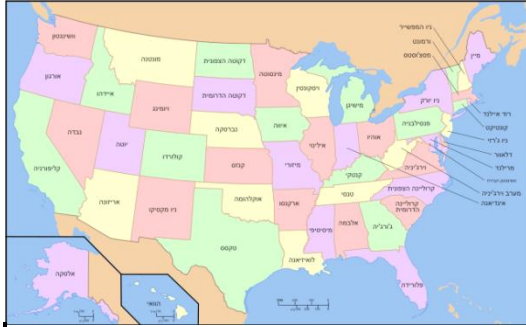 וושינגטון
אורגון
קליפורניה
נבדה
איידהו
מונטנה
ויומינג
יוטה
אריזונה
קולורדו
ניו מקסיקו
דקוטה הצפונית
דקוטה הדרומית
נברסקה
קנזס
אוקלהומה
טקסס
מינסוטה
איווה
מיזורי
ארקנסו
לואיזיאנה
ויסקונסין
אילינוי
מישיגן
אוהיו
קנטקי
טנסי
מיסיסיפי
אלבמה
ג'ורג'יה
פלורידה
קרוליינה
הדרומית
קרוליינה הצפונית
וירג'יניה
פנסילבניה
ניו יורק
מיין
ניו המפשייר
ורמונט
מסצ'וסטס
רוד איילנד
קונטיקט
ניו ג'רזי
דלאוור
מרילנד
מערב וירג'יניה
אינדיאנה
אלסקה
הוואי